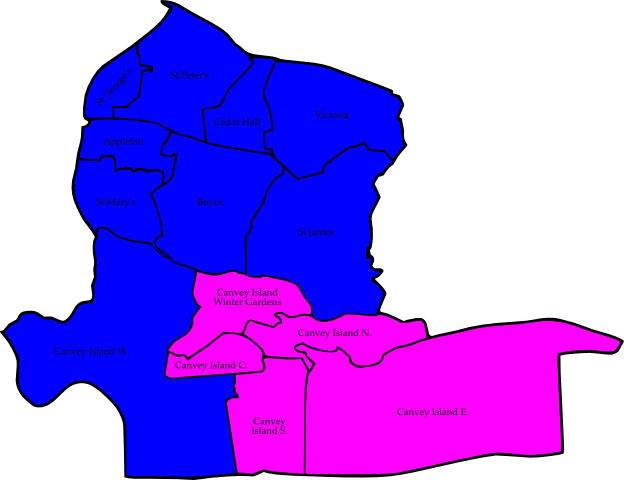 St George's
St Peter's
Cedar Hall
Victoria
Appleton
St Mary's
Boyce
St James
Canvey Island
Winter Gardens
Canvey Island N.
Canvey Island W.
Canvey Island C.
Canvey
Island S.
Canvey Island E.